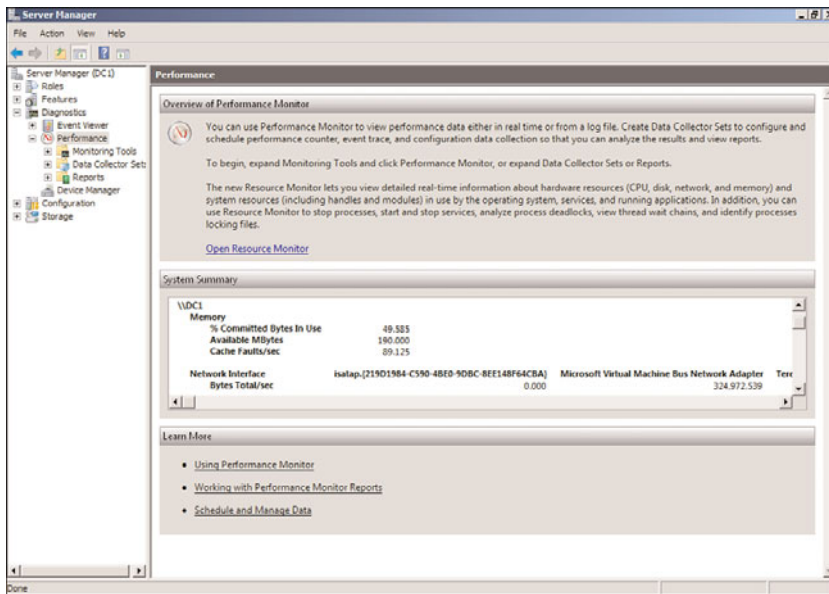 Server Manager
File Action View Help
Server Manager (DC1)
Roles
Features
Diagnostics
Event Viewer
Performance
Monitoring Tools
Data Collector Sets
Reports
Device Manager
Configuration
Storage
Performance
Overview of Performance Monitor
You can use Performance Monitor to view performance data either in real time or from a log file. Create Data Collector Sets to configure and
schedule performance counter, event trace, and configuration data collection so that you can analyze the results and view reports.
To begin, expand Monitoring Tools and click Performance Monitor, or expand Data Collector Sets or Reports.
The new Resource Monitor lets you view detailed real-time information about hardware resources (CPU, disk, network, and memory) and
system resources (including handles and modules) in use by the operating system, services, and running applications. In addition, you can
use Resource Monitor to stop processes, start and stop services, analyze process deadlocks, view thread wait chains, and identify processes
locking files.
Open Resource Monitor
System Summary
\\DC1
Memory
% Committed Bytes In Use 49.585
Available MBytes 190.000
Cache Faults/sec 89.125
Network Interface isatap.{219D1984-C590-4BE0-9DBC-8EE148F64CBA} Microsoft Virtual Machine Bus Network Adapter Tere
Bytes Total/sec 0.000 324,972.539
Learn More
Using Performance Monitor
Working with Performance Monitor Reports
Schedule and Manage Data
Done